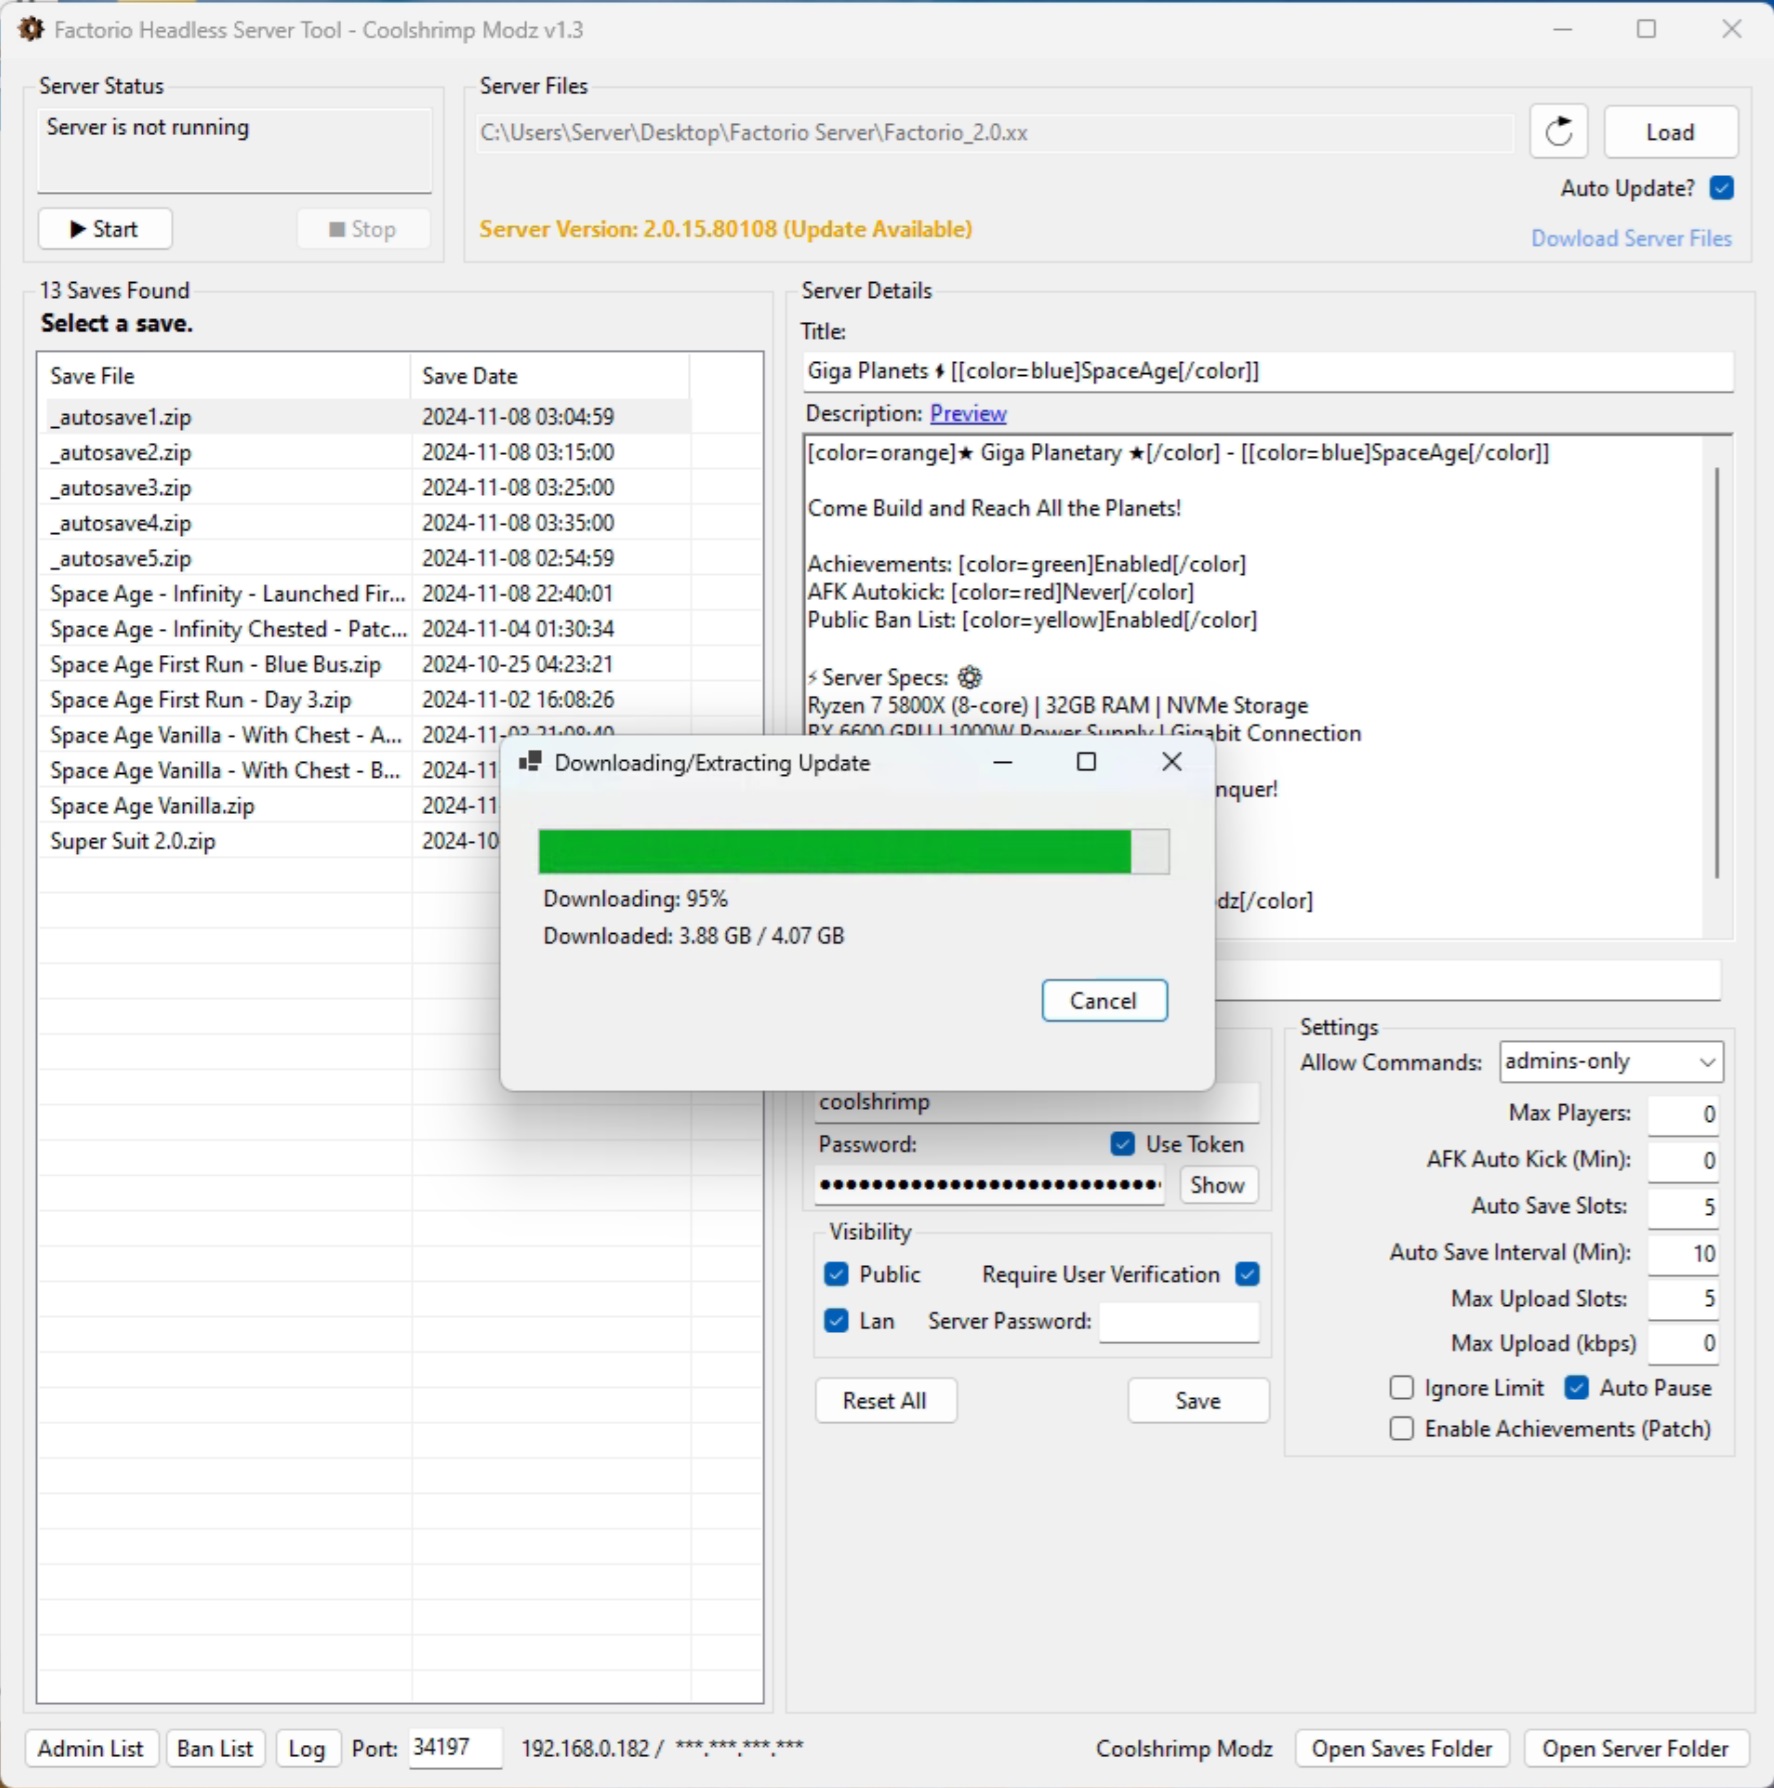 Factorio Headless Server Tool - Coolshrimp Modz v1.3
Server Status
Server is not running
Start
Stop
Server Files
C:\Users\Server\Desktop\Factorio Server\Factorio_2.0.xx
Load
Auto Update?
Server Version: 2.0.15.80108 (Update Available)
Dowload Server Files
13 Saves Found
Select a save.
Save File Save Date
_autosave1.zip 2024-11-08 03:04:59
_autosave2.zip 2024-11-08 03:15:00
_autosave3.zip 2024-11-08 03:25:00
_autosave4.zip 2024-11-08 03:35:00
_autosave5.zip 2024-11-08 02:54:59
Space Age - Infinity - Launched Fir... 2024-11-08 22:40:01
Space Age - Infinity Chested - Patc... 2024-11-04 01:30:34
Space Age First Run - Blue Bus.zip 2024-10-25 04:23:21
Space Age First Run - Day 3.zip 2024-11-02 16:08:26
Space Age Vanilla - With Chest - A... 2024-11-03 21:08:40
Space Age Vanilla - With Chest - B... 2024-11
Space Age Vanilla.zip 2024-11
Super Suit 2.0.zip 2024-10
Server Details
Title:
Giga Planets ⚡ [[color=blue]SpaceAge[/color]]
Description: Preview
[color=orange]★ Giga Planetary ★[/color] - [[color=blue]SpaceAge[/color]]
Come Build and Reach All the Planets!
Achievements: [color=green]Enabled[/color]
AFK Autokick: [color=red]Never[/color]
Public Ban List: [color=yellow]Enabled[/color]
⚡ Server Specs: ⚙
Ryzen 7 5800X (8-core) | 32GB RAM | NVMe Storage
RX 6600 GPU | 1000W Power Supply | Gigabit Connection
nquer!
dz[/color]
Downloading/Extracting Update
Downloading: 95%
Downloaded: 3.88 GB / 4.07 GB
Cancel
coolshrimp
Password: Use Token
Show
Visibility
Public Require User Verification
Lan Server Password:
Reset All Save
Settings
Allow Commands: admins-only
Max Players: 0
AFK Auto Kick (Min): 0
Auto Save Slots: 5
Auto Save Interval (Min): 10
Max Upload Slots: 5
Max Upload (kbps) 0
Ignore Limit Auto Pause
Enable Achievements (Patch)
Admin List Ban List Log Port: 34197 192.168.0.182 / ***.***.***.*** Coolshrimp Modz Open Saves Folder Open Server Folder